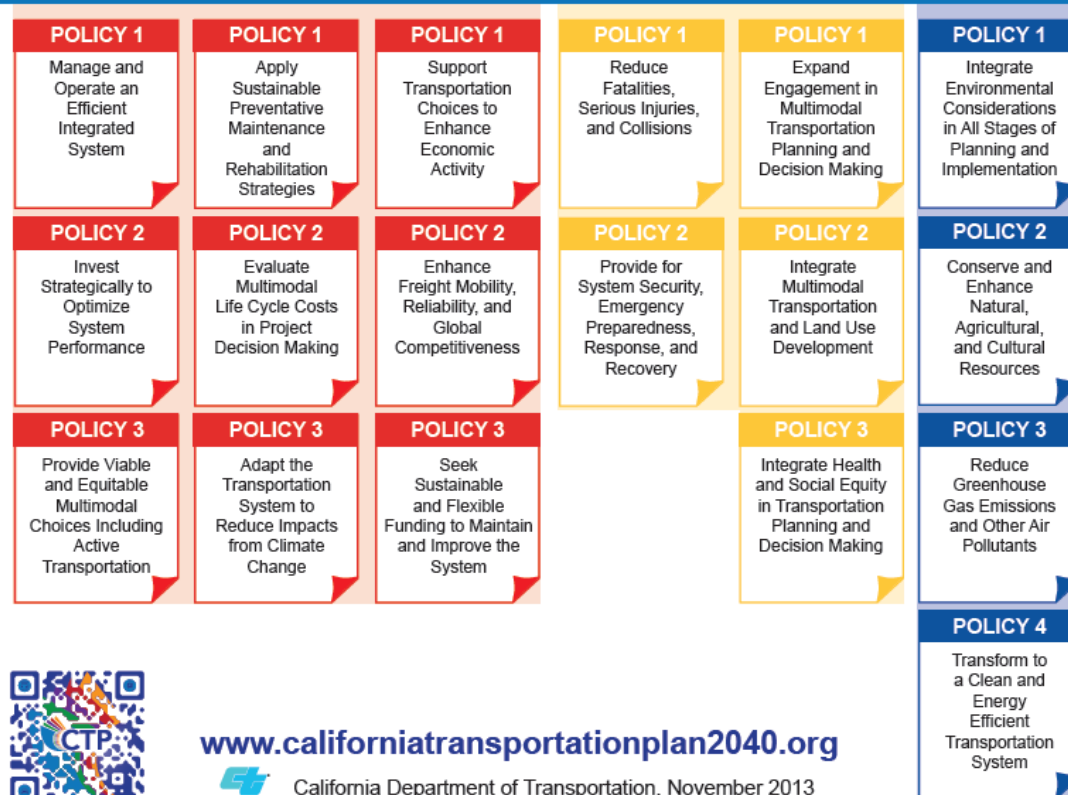 POLICY 1
Manage and
Operate an
Efficient
Integrated
System
POLICY 1
Apply
Sustainable
Preventative
Maintenance
and
Rehabilitation
Strategies
POLICY 1
Support
Transportation
Choices to
Enhance
Economic
Activity
POLICY 1
Reduce
Fatalities,
Serious Injuries,
and Collisions
POLICY 1
Expand
Engagement in
Multimodal
Transportation
Planning and
Decision Making
POLICY 1
Integrate
Environmental
Considerations
in All Stages of
Planning and
Implementation
POLICY 2
Invest
Strategically to
Optimize
System
Performance
POLICY 2
Evaluate
Multimodal
Life Cycle Costs
in Project
Decision Making
POLICY 2
Enhance
Freight Mobility,
Reliability, and
Global
Competitiveness
POLICY 2
Provide for
System Security,
Emergency
Preparedness,
Response, and
Recovery
POLICY 2
Integrate
Multimodal
Transportation
and Land Use
Development
POLICY 2
Conserve and
Enhance
Natural,
Agricultural,
and Cultural
Resources
POLICY 3
Provide Viable
and Equitable
Multimodal
Choices Including
Active
Transportation
POLICY 3
Adapt the
Transportation
System to
Reduce Impacts
from Climate
Change
POLICY 3
Seek
Sustainable
and Flexible
Funding to Maintain
and Improve the
System
POLICY 3
Integrate Health
and Social Equity
in Transportation
Planning and
Decision Making
POLICY 3
Reduce
Greenhouse
Gas Emissions
and Other Air
Pollutants
POLICY 4
Transform to
a Clean and
Energy
Efficient
Transportation
System
CTP
www.californiatransportationplan2040.org
California Department of Transportation, November 2013